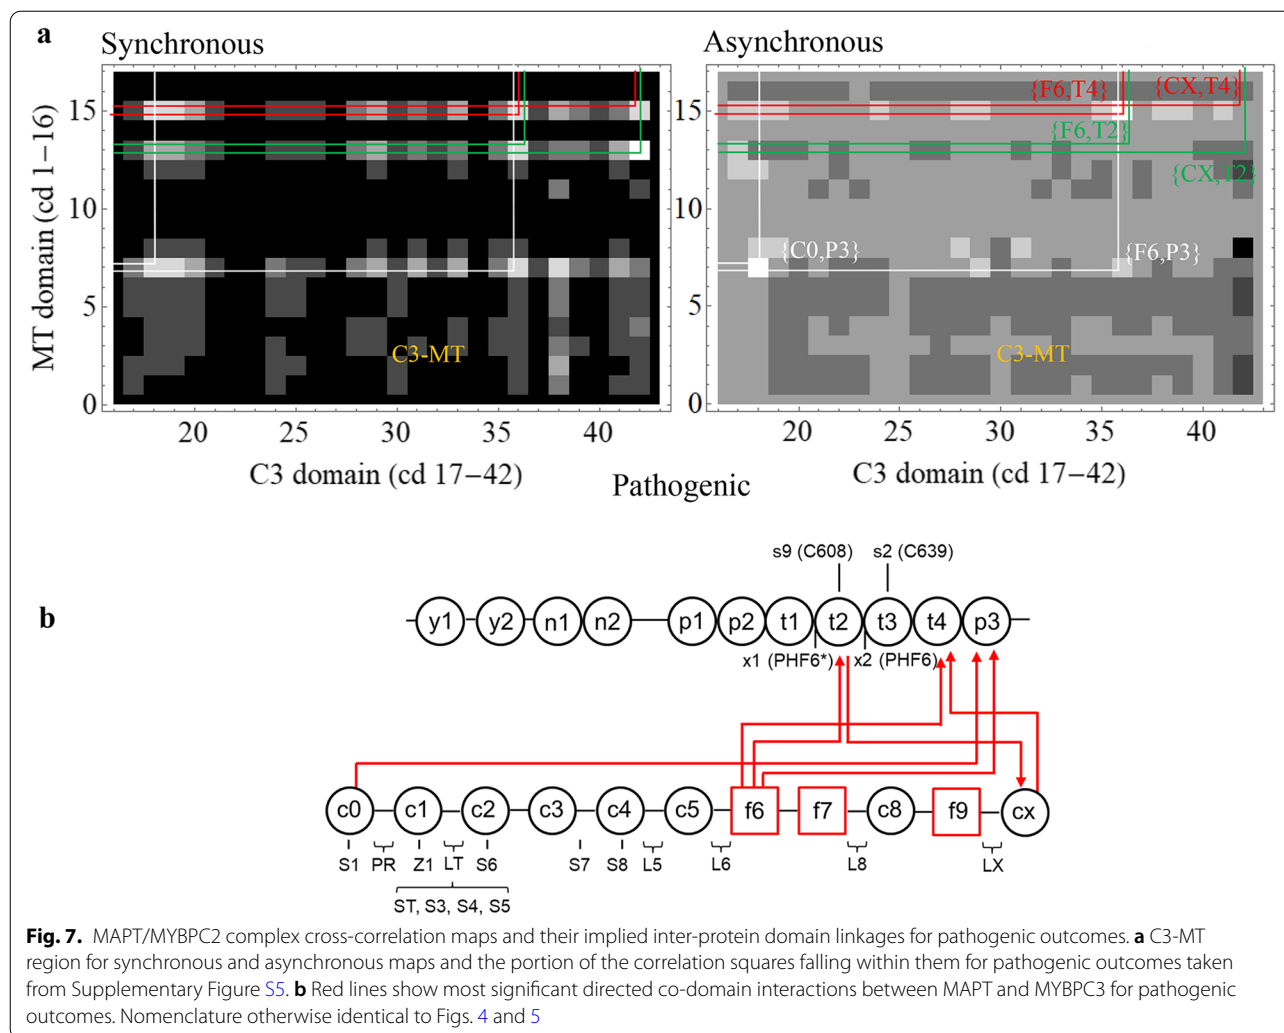 a
Synchronous
Asynchronous
MT domain (cd 1−16)
15
10
5
0
C3-MT
20 25 30 35 40
C3 domain (cd 17−42)
15
10
5
0
{F6,T4} {CX,T4}
{F6,T2}
{CX,T2}
{C0,P3} {F6,P3}
C3-MT
20 25 30 35 40
C3 domain (cd 17−42)
Pathogenic
b
s9 (C608) s2 (C639)
y1 y2 n1 n2 p1 p2 t1 t2 t3 t4 p3
x1 (PHF6*) x2 (PHF6)
c0 c1 c2 c3 c4 c5 f6 f7 c8 f9 cx
S1 PR Z1 LT S6 S7 S8 L5 L6 L8 LX
ST, S3, S4, S5
Fig. 7. MAPT/MYBPC2 complex cross-correlation maps and their implied inter-protein domain linkages for pathogenic outcomes. a C3-MT
region for synchronous and asynchronous maps and the portion of the correlation squares falling within them for pathogenic outcomes taken
from Supplementary Figure S5. b Red lines show most significant directed co-domain interactions between MAPT and MYBPC3 for pathogenic
outcomes. Nomenclature otherwise identical to Figs. 4 and 5